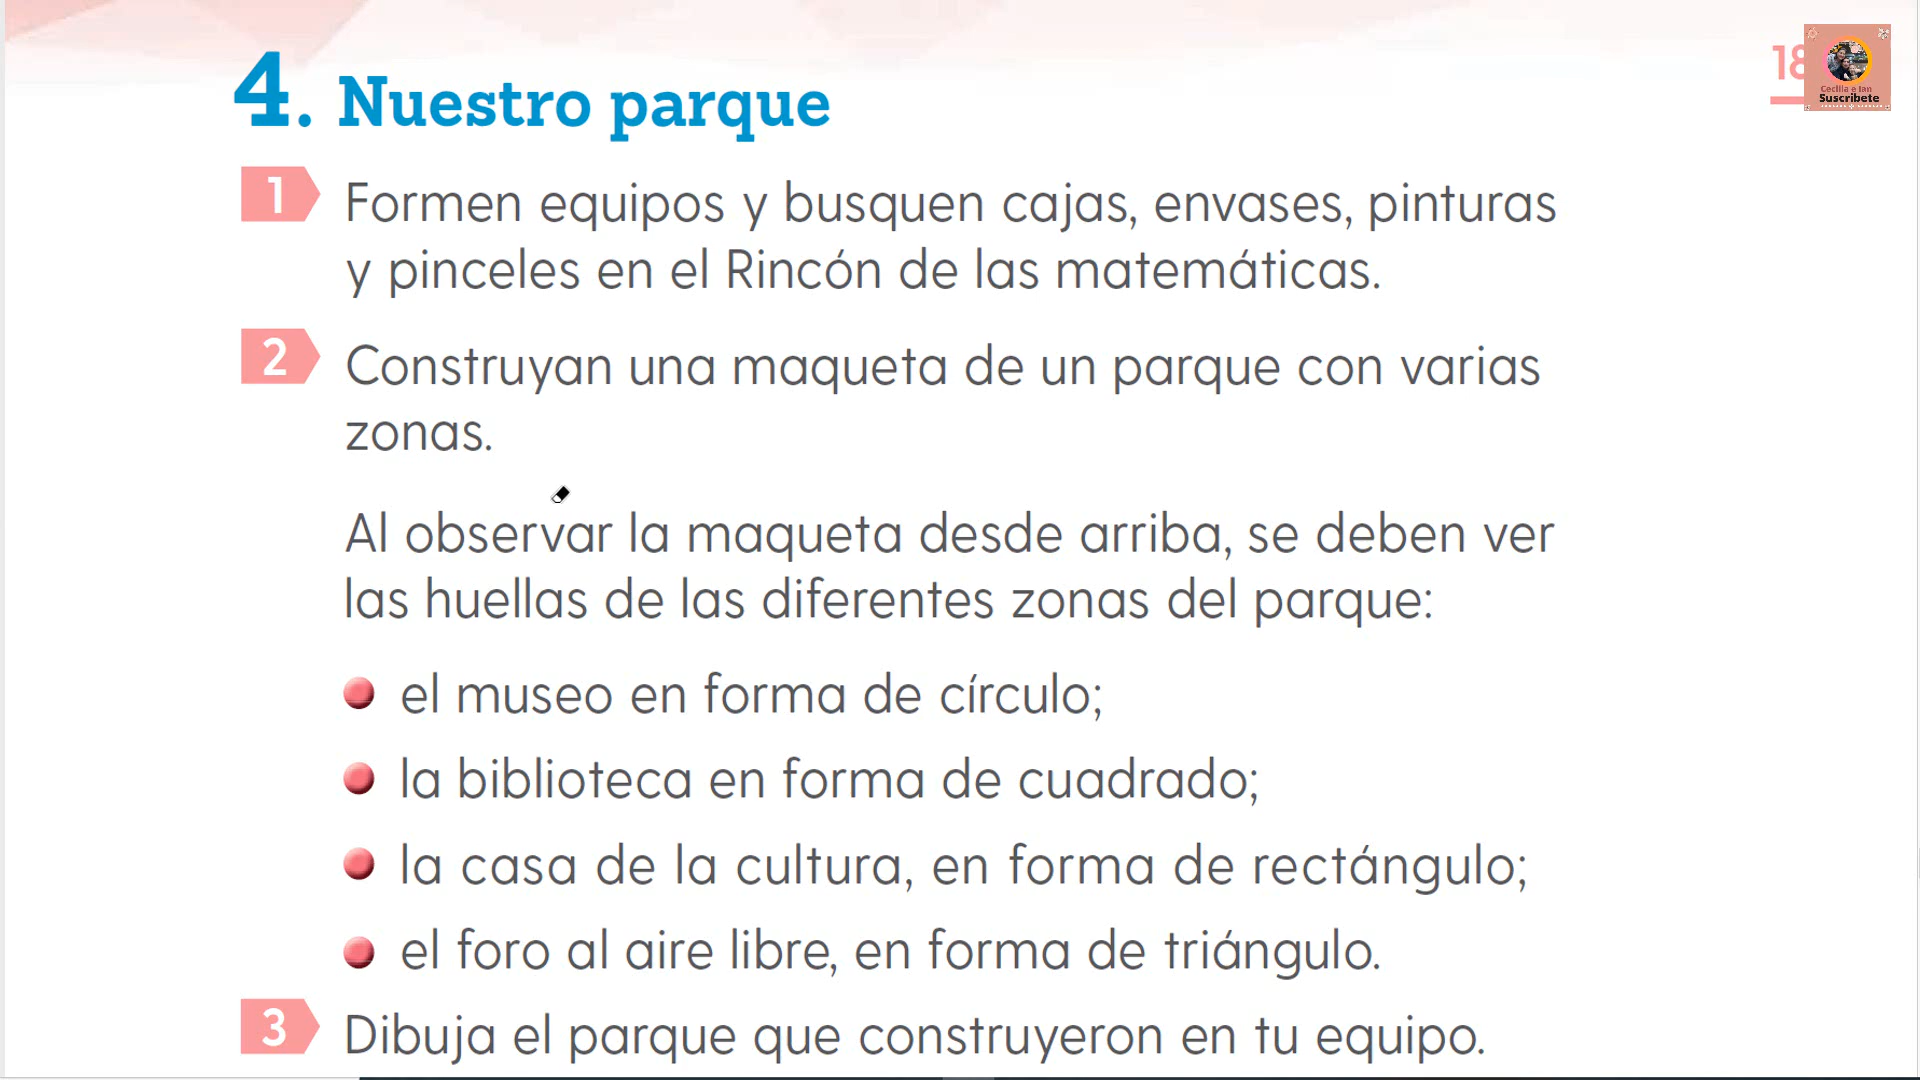 4. Nuestro parque
18
Cecilia e Ian
Suscribete
1 Formen equipos y busquen cajas, envases, pinturas
y pinceles en el Rincón de las matemáticas.
2 Construyan una maqueta de un parque con varias
zonas.
Al observar la maqueta desde arriba, se deben ver
las huellas de las diferentes zonas del parque:
el museo en forma de círculo;
la biblioteca en forma de cuadrado;
la casa de la cultura, en forma de rectángulo;
el foro al aire libre, en forma de triángulo.
3 Dibuja el parque que construyeron en tu equipo.